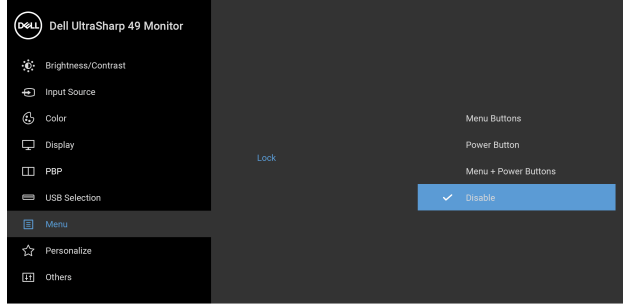 DELL
Dell UltraSharp 49 Monitor
Brightness/Contrast
Input Source
Color
Display
PBP
USB Selection
Menu
Personalize
Others
Lock
Menu Buttons
Power Button
Menu + Power Buttons
Disable